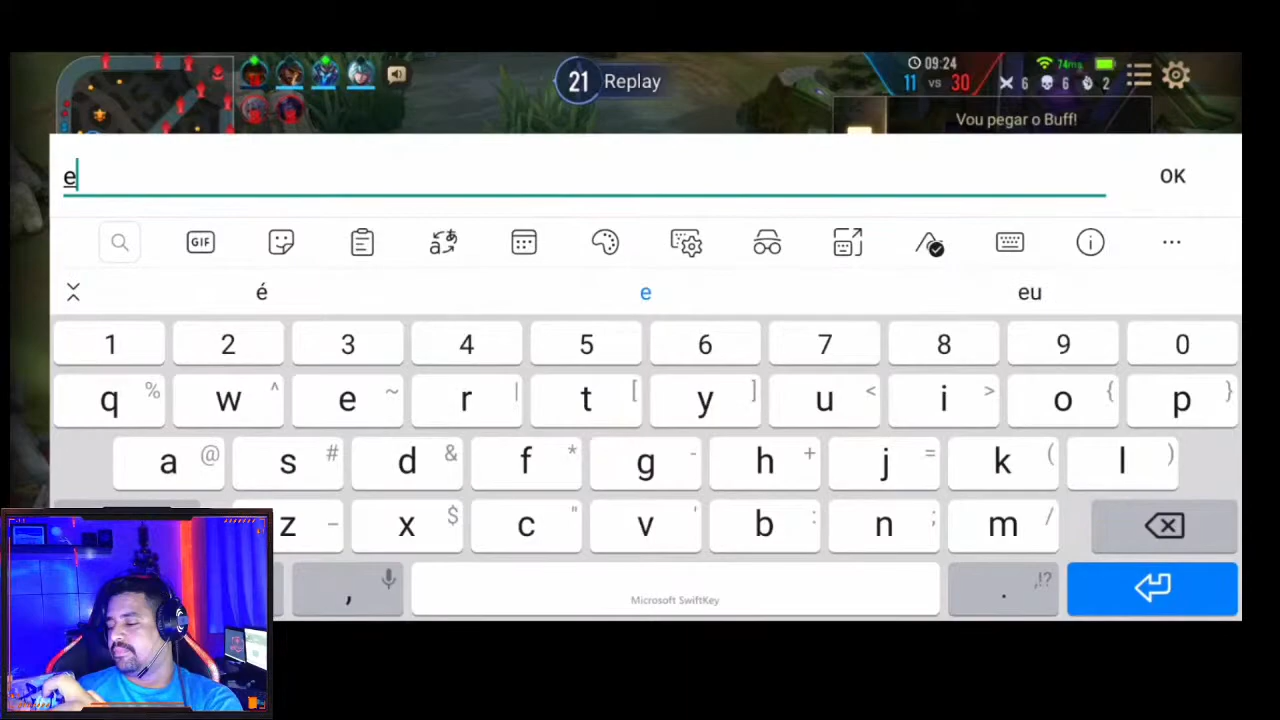 21 Replay
09:24
11 vs 30
74ms
6 6 2
Vou pegar o Buff!
e
OK
GIF
é e eu
1 2 3 4 5 6 7 8 9 0
q % w ^ e ~ r | t [ y ] u < i > o { p }
a @ s # d & f * g - h + j = k ( l )
z _ x $ c " v ' b : n ; m /
, Microsoft SwiftKey . ,!?